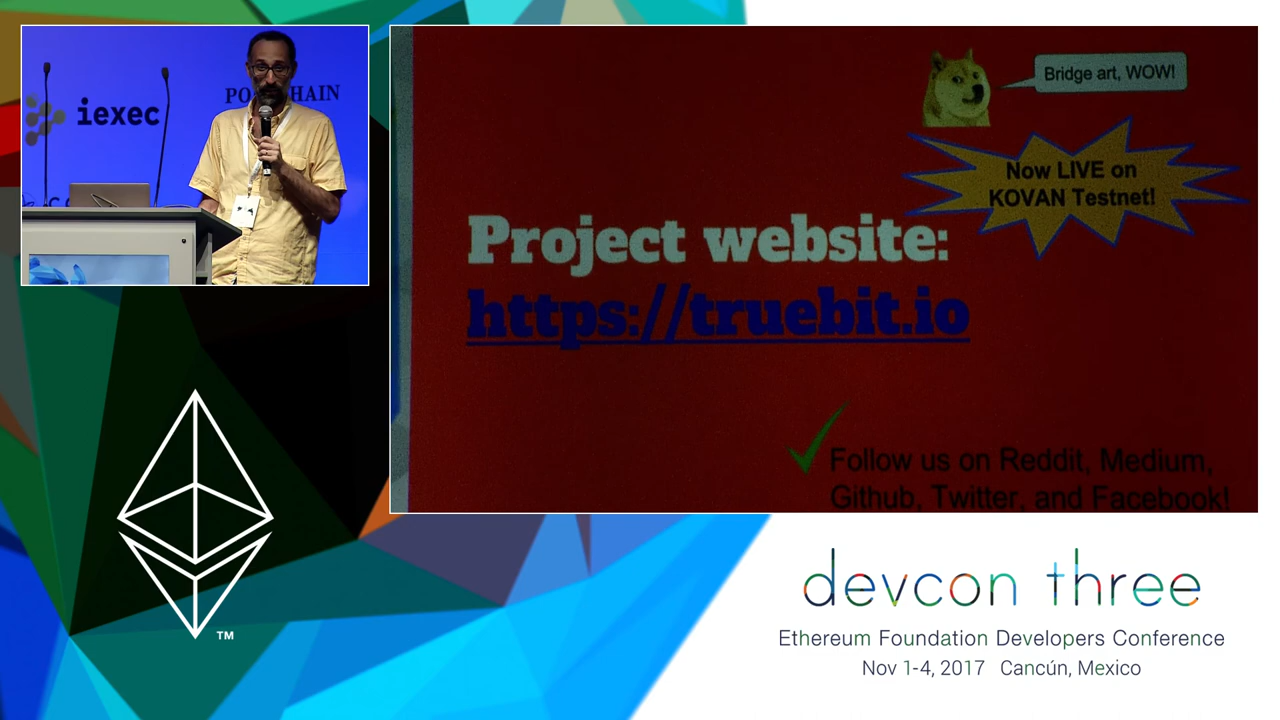 iexec
Bridge art, WOW!
Now LIVE on
KOVAN Testnet!
Project website:
https://truebit.io
Follow us on Reddit, Medium,
Github, Twitter, and Facebook!
TM
devcon three
Ethereum Foundation Developers Conference
Nov 1-4, 2017 Cancún, Mexico